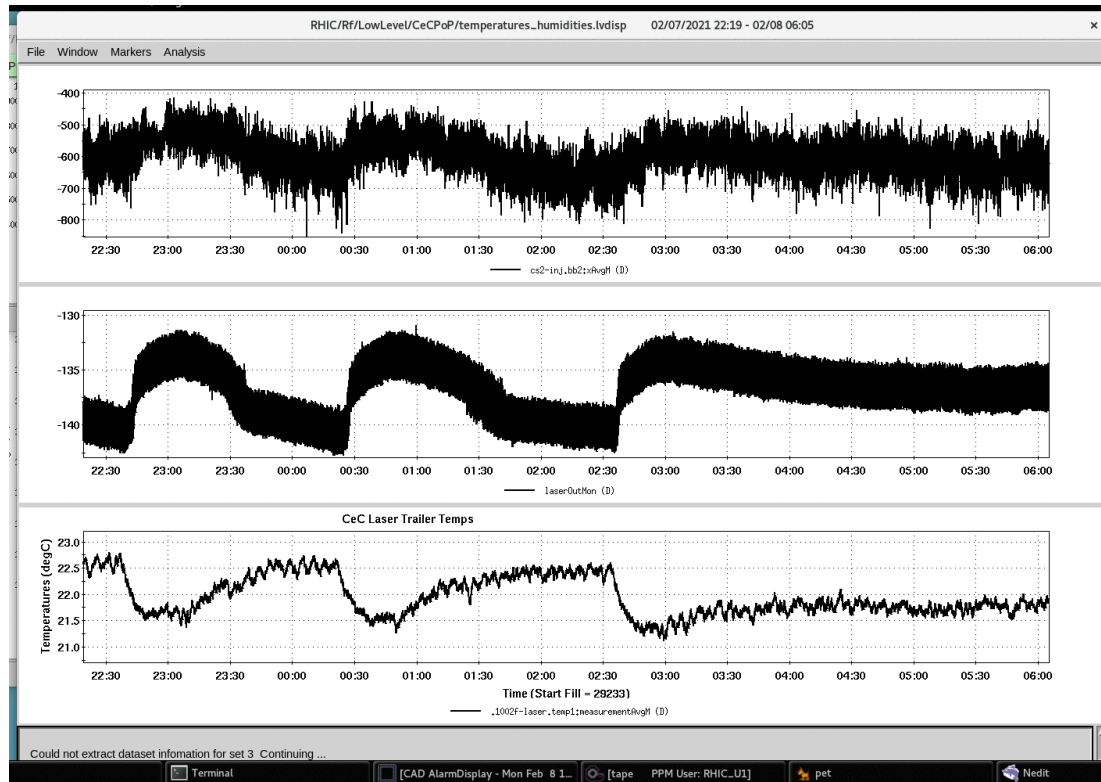 RHIC/Rf/LowLevel/CeCPoP/temperatures_humidities.lvdisp 02/07/2021 22:19 - 02/08 06:05 ×
File Window Markers Analysis
-400
-500
-600
-700
-800
22:30 23:00 23:30 00:00 00:30 01:00 01:30 02:00 02:30 03:00 03:30 04:00 04:30 05:00 05:30 06:00
cs2-inj.bb2:xAvgM (D)
-130
-135
-140
22:30 23:00 23:30 00:00 00:30 01:00 01:30 02:00 02:30 03:00 03:30 04:00 04:30 05:00 05:30 06:00
laserOutMon (D)
CeC Laser Trailer Temps
Temperatures (degC)
23.0
22.5
22.0
21.5
21.0
22:30 23:00 23:30 00:00 00:30 01:00 01:30 02:00 02:30 03:00 03:30 04:00 04:30 05:00 05:30 06:00
Time (Start Fill = 29233)
.1002f-laser.temp1:measurementAvgM (D)
Could not extract dataset infomation for set 3 Continuing ...
Terminal [CAD AlarmDisplay - Mon Feb 8 1... [tape PPM User: RHIC_U1] pet Nedit